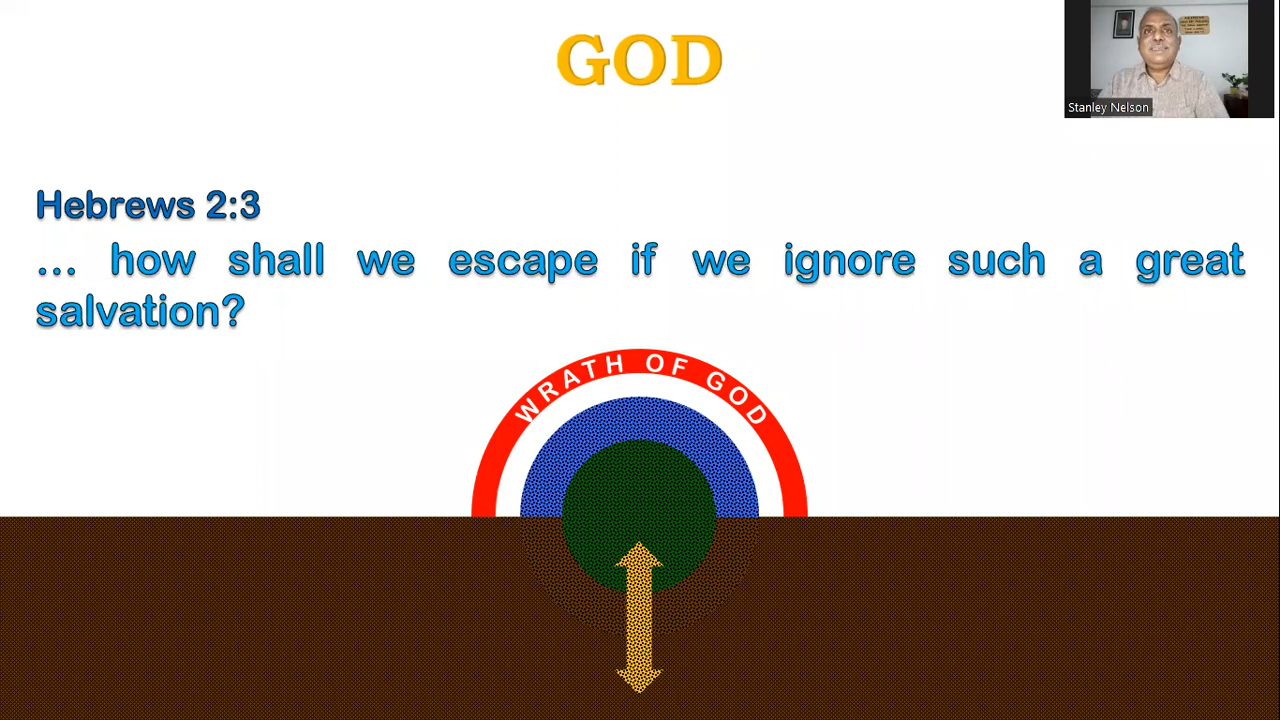 GOD
Stanley Nelson
Hebrews 2:3
... how shall we escape if we ignore such a great
salvation?
WRATH OF GOD